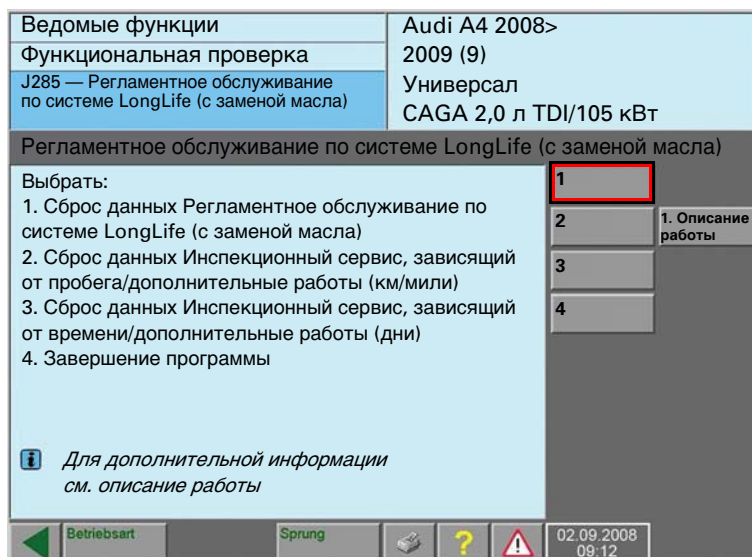 Ведомые функции
Функциональная проверка
J285 — Регламентное обслуживание
по системе LongLife (с заменой масла)
Audi A4 2008>
2009 (9)
Универсал
CAGA 2,0 л TDI/105 кВт
Регламентное обслуживание по системе LongLife (с заменой масла)
Выбрать:
1. Сброс данных Регламентное обслуживание по
системе LongLife (с заменой масла)
2. Сброс данных Инспекционный сервис, зависящий
от пробега/дополнительные работы (км/мили)
3. Сброс данных Инспекционный сервис, зависящий
от времени/дополнительные работы (дни)
4. Завершение программы
Для дополнительной информации
см. описание работы
1
2
3
4
1. Описание
работы
Betriebsart
Sprung
?
02.09.2008
09:12